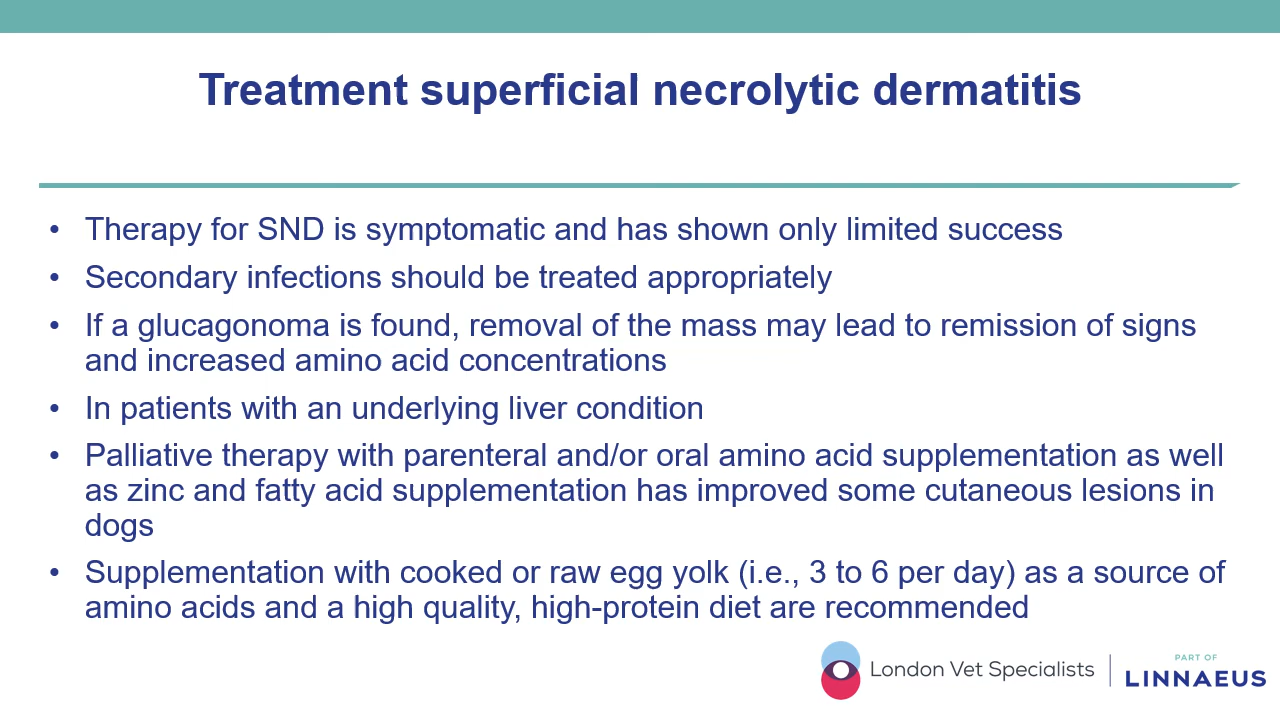 Treatment superficial necrolytic dermatitis
• Therapy for SND is symptomatic and has shown only limited success
• Secondary infections should be treated appropriately
• If a glucagonoma is found, removal of the mass may lead to remission of signs
and increased amino acid concentrations
• In patients with an underlying liver condition
• Palliative therapy with parenteral and/or oral amino acid supplementation as well
as zinc and fatty acid supplementation has improved some cutaneous lesions in
dogs
• Supplementation with cooked or raw egg yolk (i.e., 3 to 6 per day) as a source of
amino acids and a high quality, high-protein diet are recommended
London Vet Specialists
PART OF
LINNAEUS